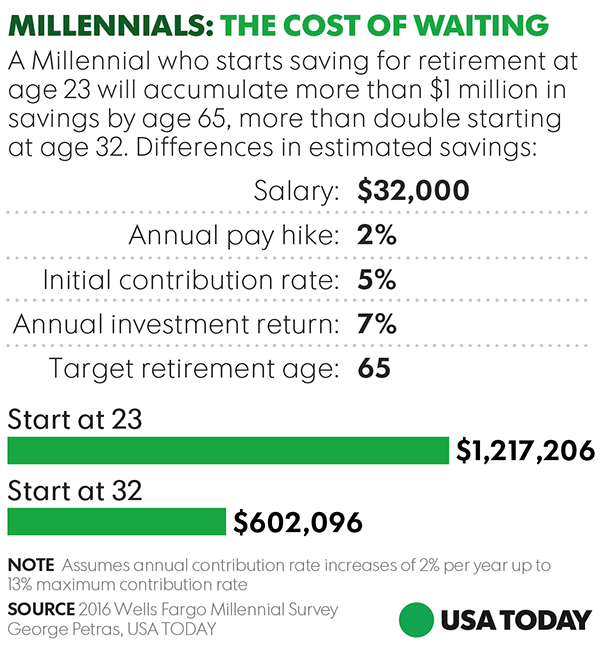 MILLENNIALS: THE COST OF WAITING
A Millennial who starts saving for retirement at
age 23 will accumulate more than $1 million in
savings by age 65, more than double starting
at age 32. Differences in estimated savings:
Salary: $32,000
Annual pay hike: 2%
Initial contribution rate: 5%
Annual investment return: 7%
Target retirement age: 65
Start at 23
$1,217,206
Start at 32
$602,096
NOTE Assumes annual contribution rate increases of 2% per year up to
13% maximum contribution rate
SOURCE 2016 Wells Fargo Millennial Survey
George Petras, USA TODAY
USA TODAY